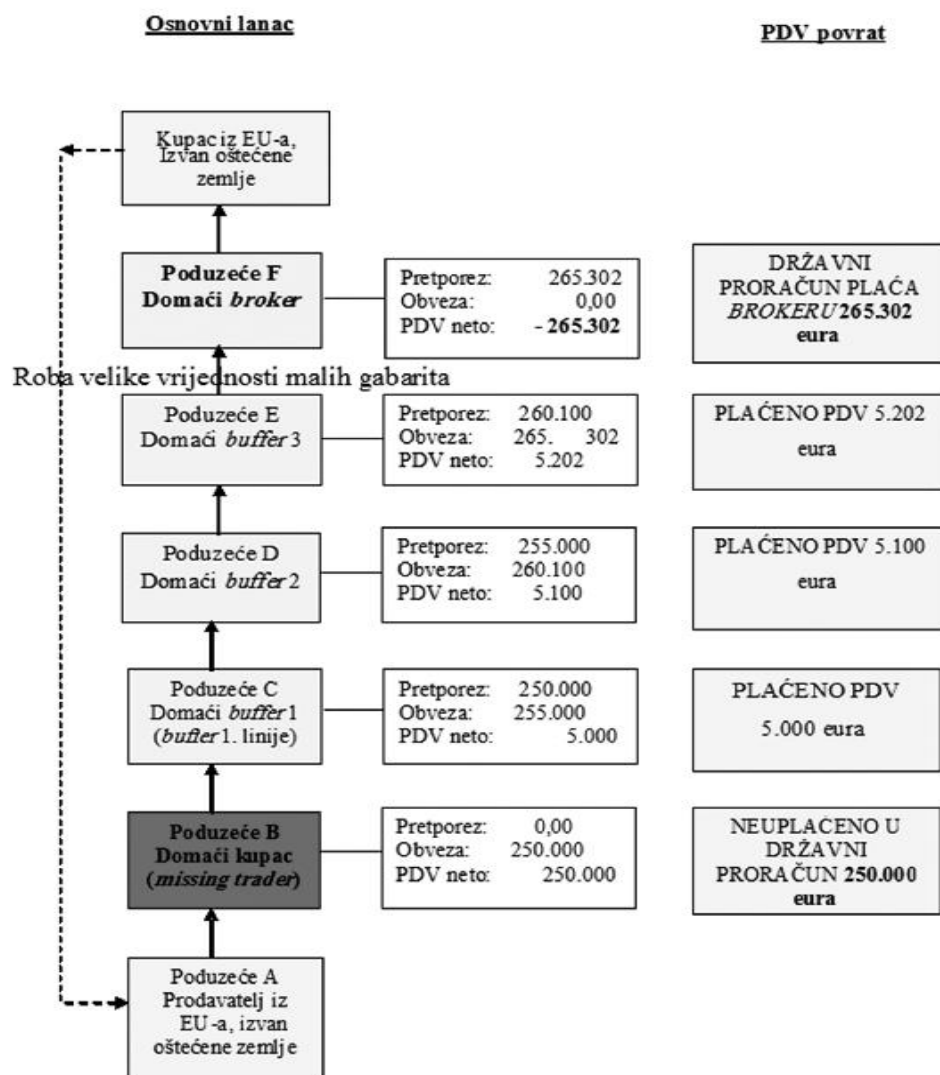 Osnovni lanac
PDV povrat
Kupac iz EU-a,
Izvan oštećene
zemlje
Poduzeće F
Domaći broker
Pretporez: 265.302
Obveza: 0,00
PDV neto: - 265.302
DRŽAVNI
PRORAČUN PLAĆA
BROKERU 265.302
eura
Roba velike vrijednosti malih gabarita
Poduzeće E
Domaći buffer 3
Pretporez: 260.100
Obveza: 265. 302
PDV neto: 5.202
PLAĆENO PDV 5.202
eura
Poduzeće D
Domaći buffer 2
Pretporez: 255.000
Obveza: 260.100
PDV neto: 5.100
PLAĆENO PDV 5.100
eura
Poduzeće C
Domaći buffer 1
(buffer 1. linije)
Pretporez: 250.000
Obveza: 255.000
PDV neto: 5.000
PLAĆENO PDV
5.000 eura
Poduzeće B
Domaći kupac
(missing trader)
Pretporez: 0,00
Obveza: 250.000
PDV neto: 250.000
NEUPLAĆENO U
DRŽAVNI
PRORAČUN 250.000
eura
Poduzeće A
Prodavatelj iz
EU-a, izvan
oštećene zemlje